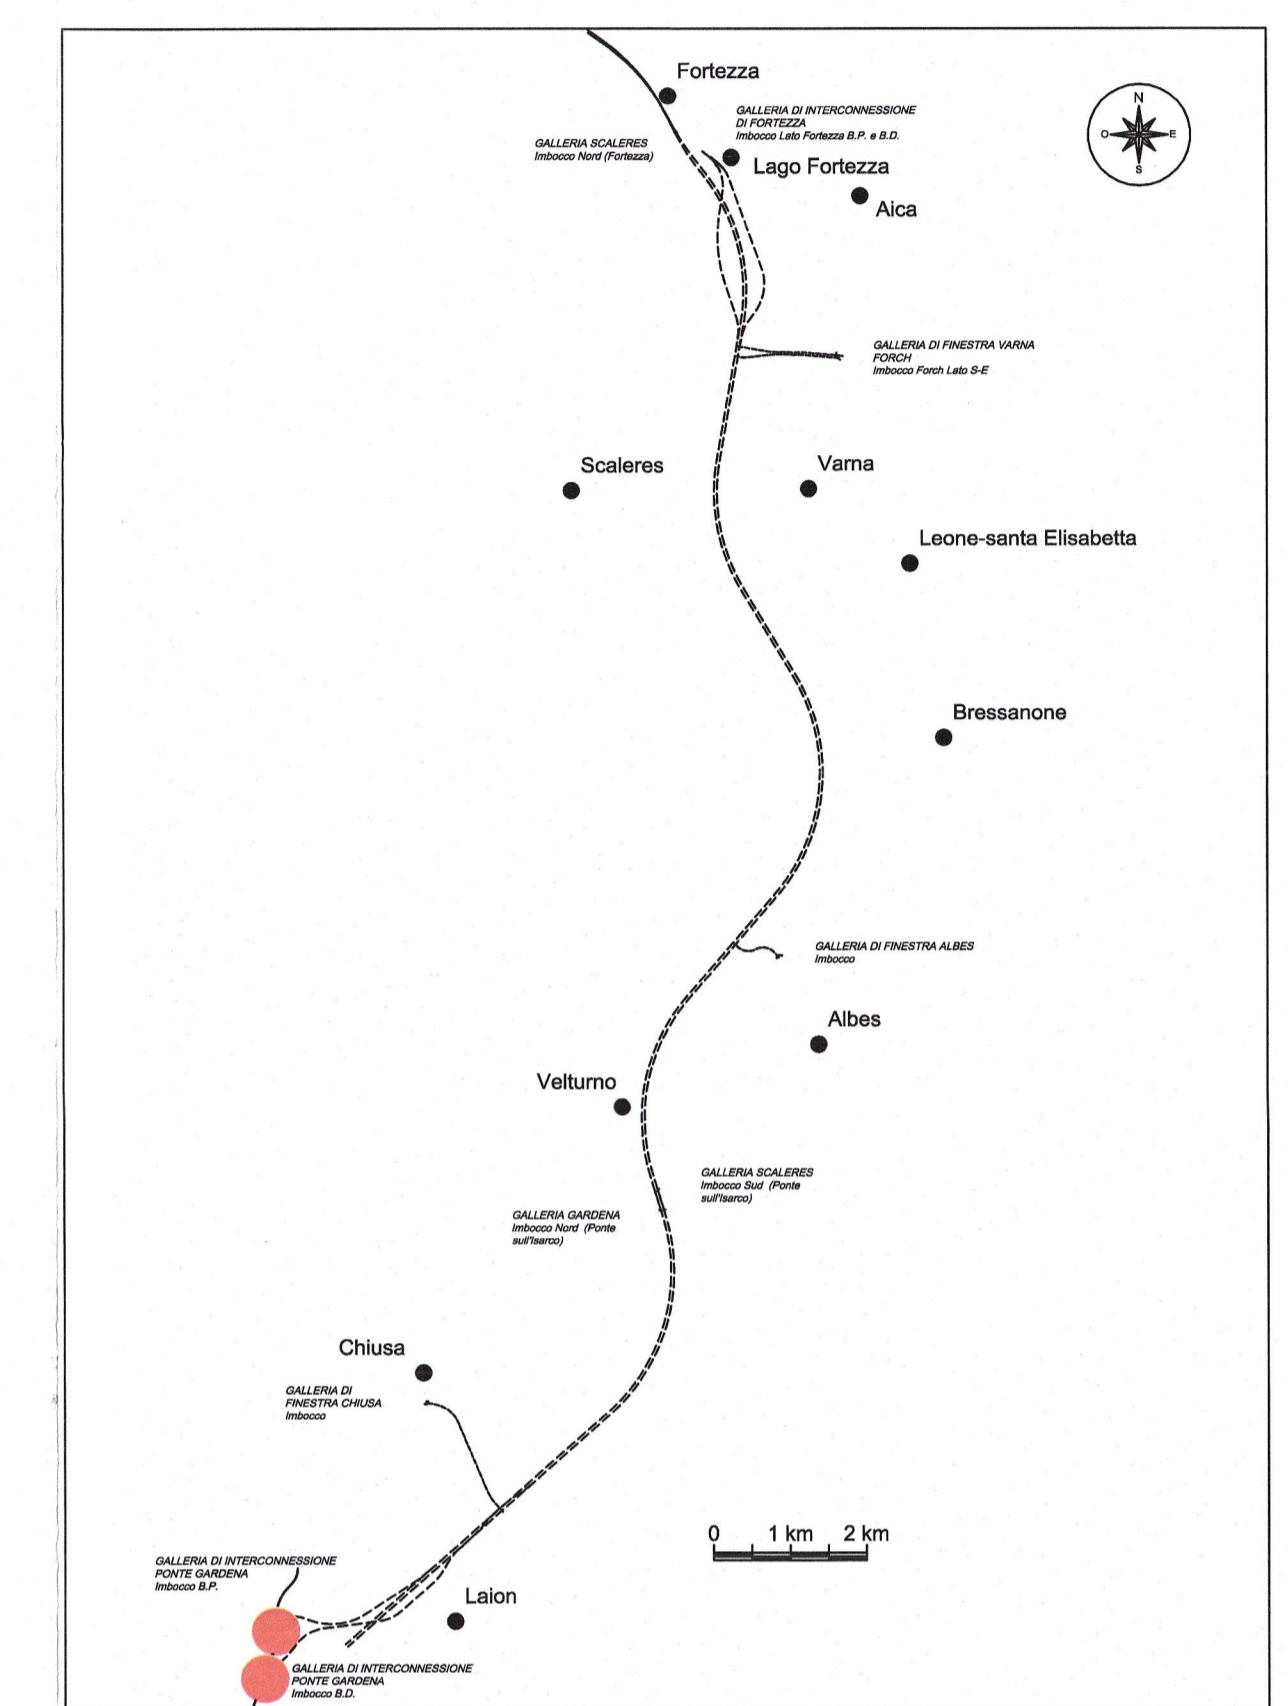 Fortezza
GALLERIA DI INTERCONNESSIONE
DI FORTEZZA
Imbocco Lato Fortezza B.P. e B.D.
N
O
E
S
GALLERIA SCALERES
Imbocco Nord (Fortezza)
Lago Fortezza
Aica
GALLERIA DI FINESTRA VARNA
FORCH
Imbocco Forch Lato S-E
Scaleres
Varna
Leone-santa Elisabetta
Bressanone
GALLERIA DI FINESTRA ALBES
Imbocco
Albes
Velturno
GALLERIA SCALERES
Imbocco Sud (Ponte
sull'Isarco)
GALLERIA GARDENA
Imbocco Nord (Ponte
sull'Isarco)
Chiusa
GALLERIA DI
FINESTRA CHIUSA
Imbocco
0 1 km 2 km
GALLERIA DI INTERCONNESSIONE
PONTE GARDENA
Imbocco B.P.
Laion
GALLERIA DI INTERCONNESSIONE
PONTE GARDENA
Imbocco B.D.